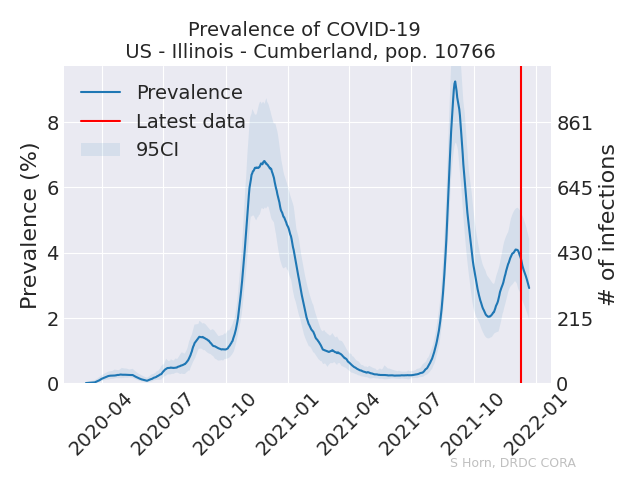 Prevalence of COVID-19
US - Illinois - Cumberland, pop. 10766
Prevalence
Latest data
95CI
Prevalence (%)
8
6
4
2
0
861
645
430
215
0
# of infections
2020-04
2020-07
2020-10
2021-01
2021-04
2021-07
2021-10
2022-01
S Horn, DRDC CORA